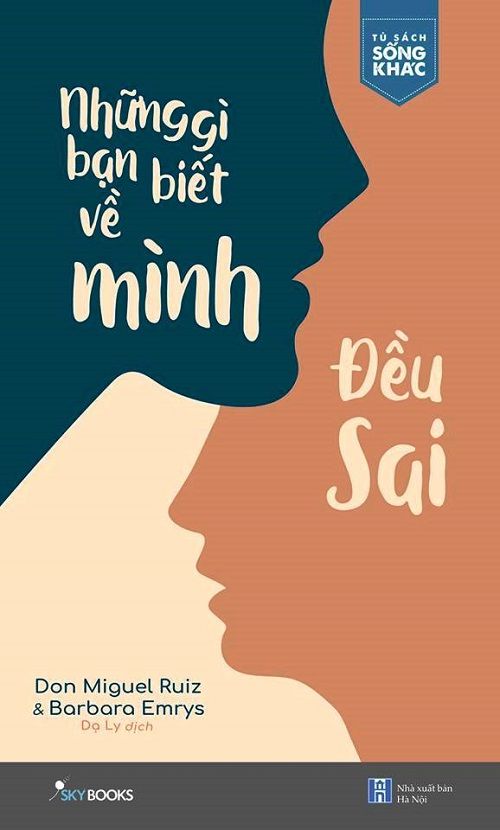 TỦ SÁCH
SỐNG
KHÁC
Những gì
bạn biết
về
mình
Đều
Sai
Don Miguel Ruiz
& Barbara Emrys
Dạ Ly dịch
SKYBOOKS
Nhà xuất bản
Hà Nội